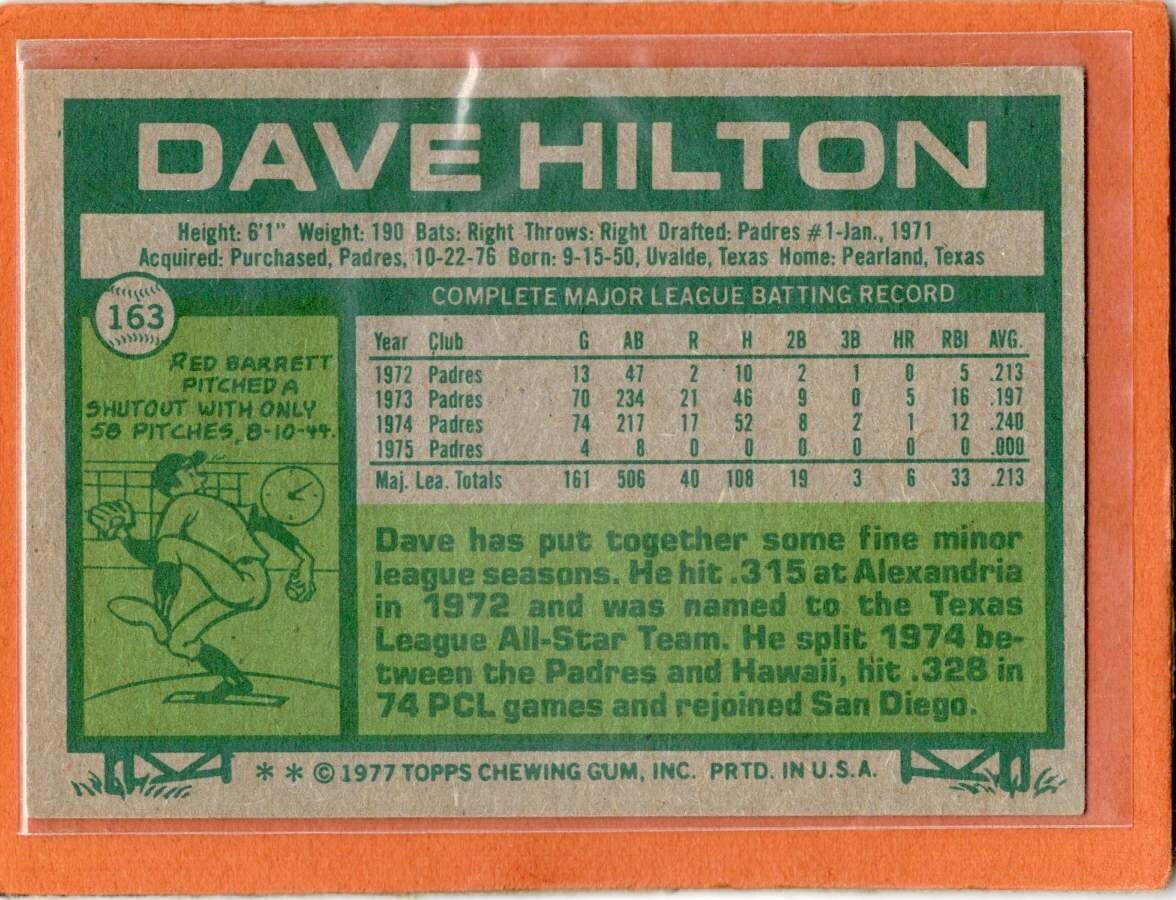 DAVE HILTON
Height: 6'1" Weight: 190 Bats: Right Throws: Right Drafted: Padres #1-Jan., 1971
Acquired: Purchased, Padres, 10-22-76 Born: 9-15-50, Uvalde, Texas Home: Pearland, Texas
163
RED BARRETT
PITCHED A
SHUTOUT WITH ONLY
58 PITCHES, 8-10-44.
COMPLETE MAJOR LEAGUE BATTING RECORD
Year Club G AB R H 2B 3B HR RBI AVG.
1972 Padres 13 47 2 10 2 1 0 5 .213
1973 Padres 70 234 21 46 9 0 5 16 .197
1974 Padres 74 217 17 52 8 2 1 12 .240
1975 Padres 4 8 0 0 0 0 0 0 .000
Maj. Lea. Totals 161 506 40 108 19 3 6 33 .213
Dave has put together some fine minor
league seasons. He hit .315 at Alexandria
in 1972 and was named to the Texas
League All-Star Team. He split 1974 be-
tween the Padres and Hawaii, hit .328 in
74 PCL games and rejoined San Diego.
* * © 1977 TOPPS CHEWING GUM, INC. PRTD. IN U.S.A.